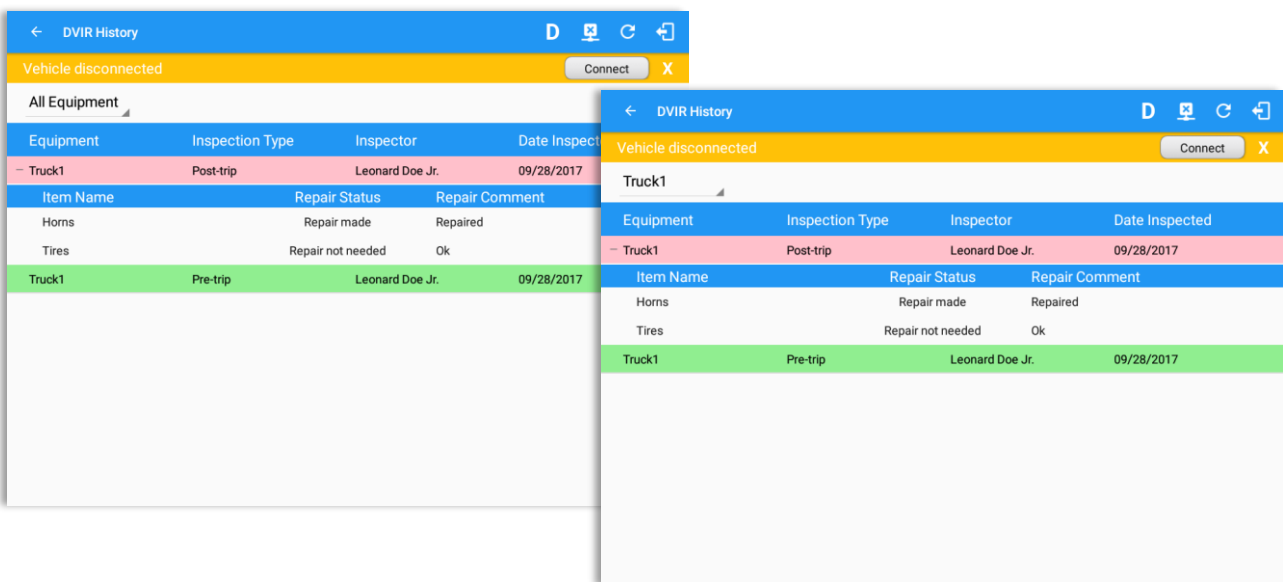 DVIR History D
Vehicle disconnected Connect X
All Equipment
Equipment Inspection Type Inspector Date Inspect
– Truck1 Post-trip Leonard Doe Jr. 09/28/2017
Item Name Repair Status Repair Comment
Horns Repair made Repaired
Tires Repair not needed Ok
Truck1 Pre-trip Leonard Doe Jr. 09/28/2017
DVIR History D
Vehicle disconnected Connect X
Truck1
Equipment Inspection Type Inspector Date Inspected
– Truck1 Post-trip Leonard Doe Jr. 09/28/2017
Item Name Repair Status Repair Comment
Horns Repair made Repaired
Tires Repair not needed Ok
Truck1 Pre-trip Leonard Doe Jr. 09/28/2017